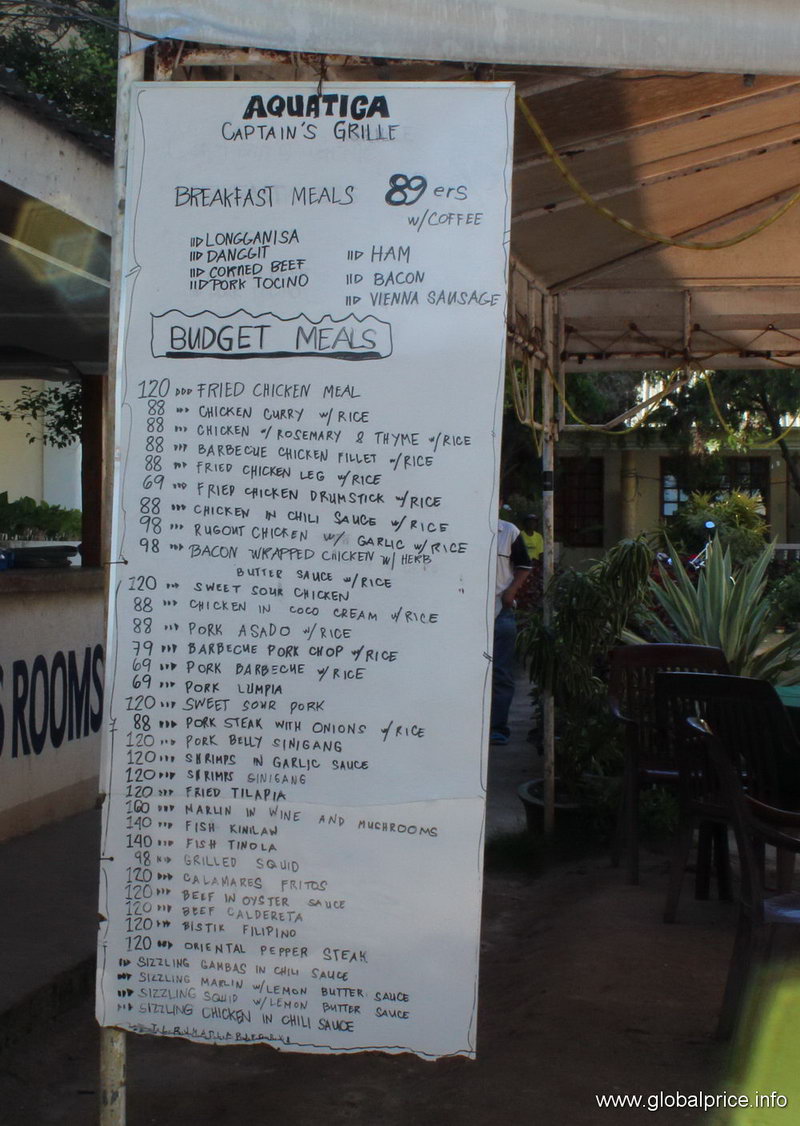 AQUATICA
CAPTAIN'S GRILLE
BREAKFAST MEALS 89ers
W/COFFEE
LONGGANISA
DANGGIT
CORNED BEEF
PORK TOCINO
HAM
BACON
VIENNA SAUSAGE
BUDGET MEALS
120 FRIED CHICKEN MEAL
88 CHICKEN CURRY W/RICE
88 CHICKEN W/ ROSEMARY & THYME W/RICE
88 BARBECUE CHICKEN FILLET W/RICE
88 FRIED CHICKEN LEG W/RICE
69 FRIED CHICKEN DRUMSTICK W/RICE
88 CHICKEN IN CHILI SAUCE W/RICE
98 RUGOUT CHICKEN W/ GARLIC W/RICE
98 BACON WRAPPED CHICKEN W/ HERB
BUTTER SAUCE W/RICE
120 SWEET SOUR CHICKEN
88 CHICKEN IN COCO CREAM W/RICE
88 PORK ASADO W/RICE
79 BARBECUE PORK CHOP W/RICE
69 PORK BARBECUE W/RICE
69 PORK LUMPIA
120 SWEET SOUR PORK
88 PORK STEAK WITH ONIONS W/RICE
120 PORK BELLY SINIGANG
120 SHRIMPS IN GARLIC SAUCE
120 SHRIMPS SINIGANG
120 FRIED TILAPIA
160 MARLIN IN WINE AND MUCHROOMS
140 FISH KINILAW
140 FISH TINOLA
98 GRILLED SQUID
120 CALAMARES FRITOS
120 BEEF IN OYSTER SAUCE
120 BEEF CALDERETA
120 BISTIK FILIPINO
120 ORIENTAL PEPPER STEAK
SIZZLING GAMBAS IN CHILI SAUCE
SIZZLING MARLIN W/LEMON BUTTER SAUCE
SIZZLING SQUID W/LEMON BUTTER SAUCE
SIZZLING CHICKEN IN CHILI SAUCE
ROOMS
www.globalprice.info